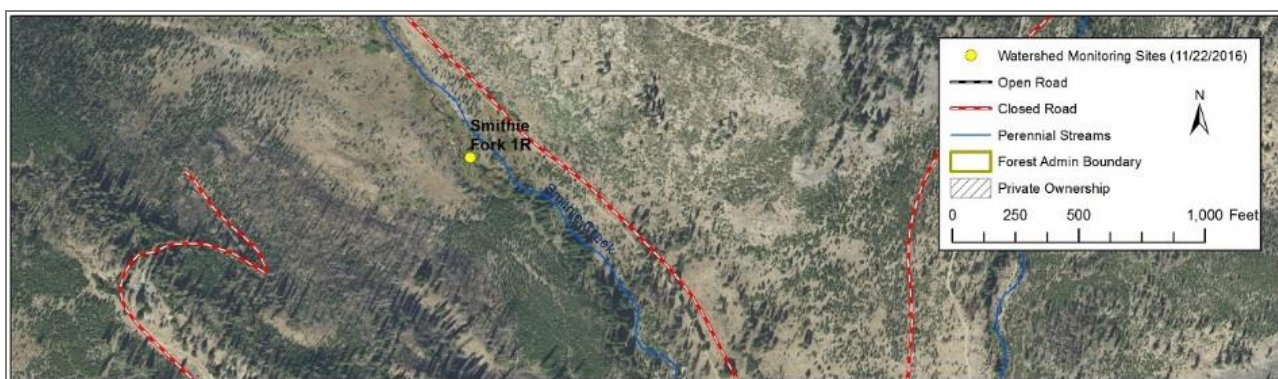 Smithie
Fork 1R
Smithie Creek
Watershed Monitoring Sites (11/22/2016)
Open Road
Closed Road
N
Perennial Streams
Forest Admin Boundary
Private Ownership
0 250 500 1,000 Feet